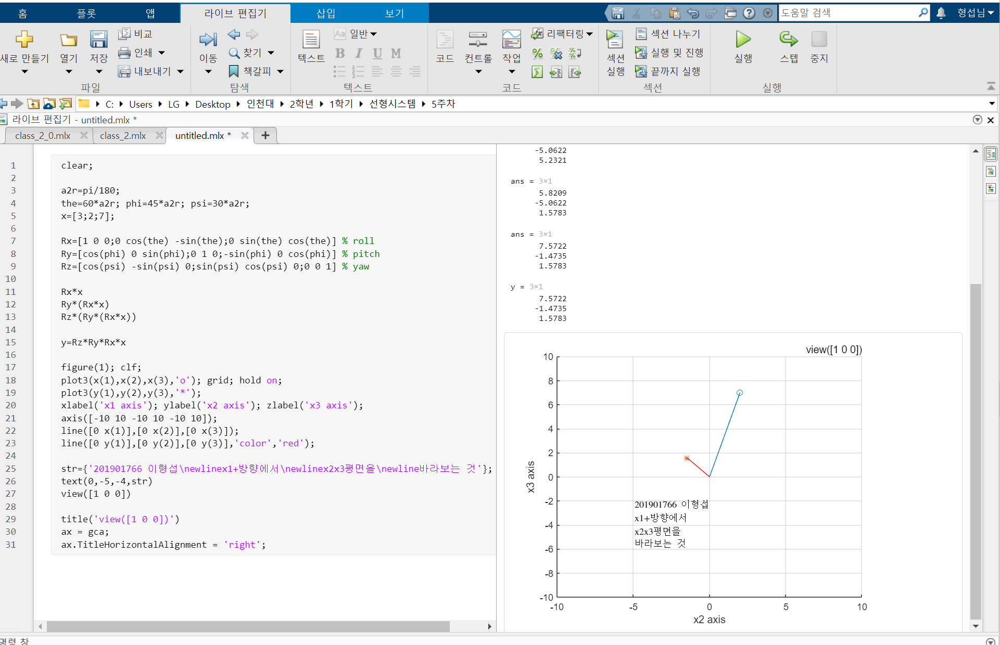 홈 플롯 앱 라이브 편집기 삽입 보기 도움말 검색 형섭님
새로 만들기 열기 저장 비교 인쇄 내보내기
파일
이동 찾기 책갈피
탐색
텍스트 Aa 일반 B I U M
텍스트
코드 컨트롤 작업 리팩터링
코드
섹션 실행 섹션 나누기 실행 및 진행 끝까지 실행
섹션
실행 스텝 중지
실행
C: Users LG Desktop 인천대 2학년 1학기 선형시스템 5주차
라이브 편집기 - untitled.mlx *
class_2_0.mlx class_2.mlx untitled.mlx *
1 clear;
2
3 a2r=pi/180;
4 the=60*a2r; phi=45*a2r; psi=30*a2r;
5 x=[3;2;7];
6
7 Rx=[1 0 0;0 cos(the) -sin(the);0 sin(the) cos(the)] % roll
8 Ry=[cos(phi) 0 sin(phi);0 1 0;-sin(phi) 0 cos(phi)] % pitch
9 Rz=[cos(psi) -sin(psi) 0;sin(psi) cos(psi) 0;0 0 1] % yaw
10
11 Rx*x
12 Ry*(Rx*x)
13 Rz*(Ry*(Rx*x))
14
15 y=Rz*Ry*Rx*x
16
17 figure(1); clf;
18 plot3(x(1),x(2),x(3),'o'); grid; hold on;
19 plot3(y(1),y(2),y(3),'*');
20 xlabel('x1 axis'); ylabel('x2 axis'); zlabel('x3 axis');
21 axis([-10 10 -10 10 -10 10]);
22 line([0 x(1)],[0 x(2)],[0 x(3)]);
23 line([0 y(1)],[0 y(2)],[0 y(3)],'color','red');
24
25 str={'201901766 이형섭\newlinex1+방향에서\newlinex2x3평면을\newline바라보는 것'};
26 text(0,-5,-4,str)
27 view([1 0 0])
28
29 title('view([1 0 0])')
30 ax = gca;
31 ax.TitleHorizontalAlignment = 'right';
-5.0622
5.2321
ans = 3×1
5.8209
-5.0622
1.5783
ans = 3×1
7.5722
-1.4735
1.5783
y = 3×1
7.5722
-1.4735
1.5783
view([1 0 0])
10
8
6
4
2
0
-2
-4
-6
-8
-10
x3 axis
201901766 이형섭
x1+방향에서
x2x3평면을
바라보는 것
-10 -5 0 5 10
x2 axis
명령 창